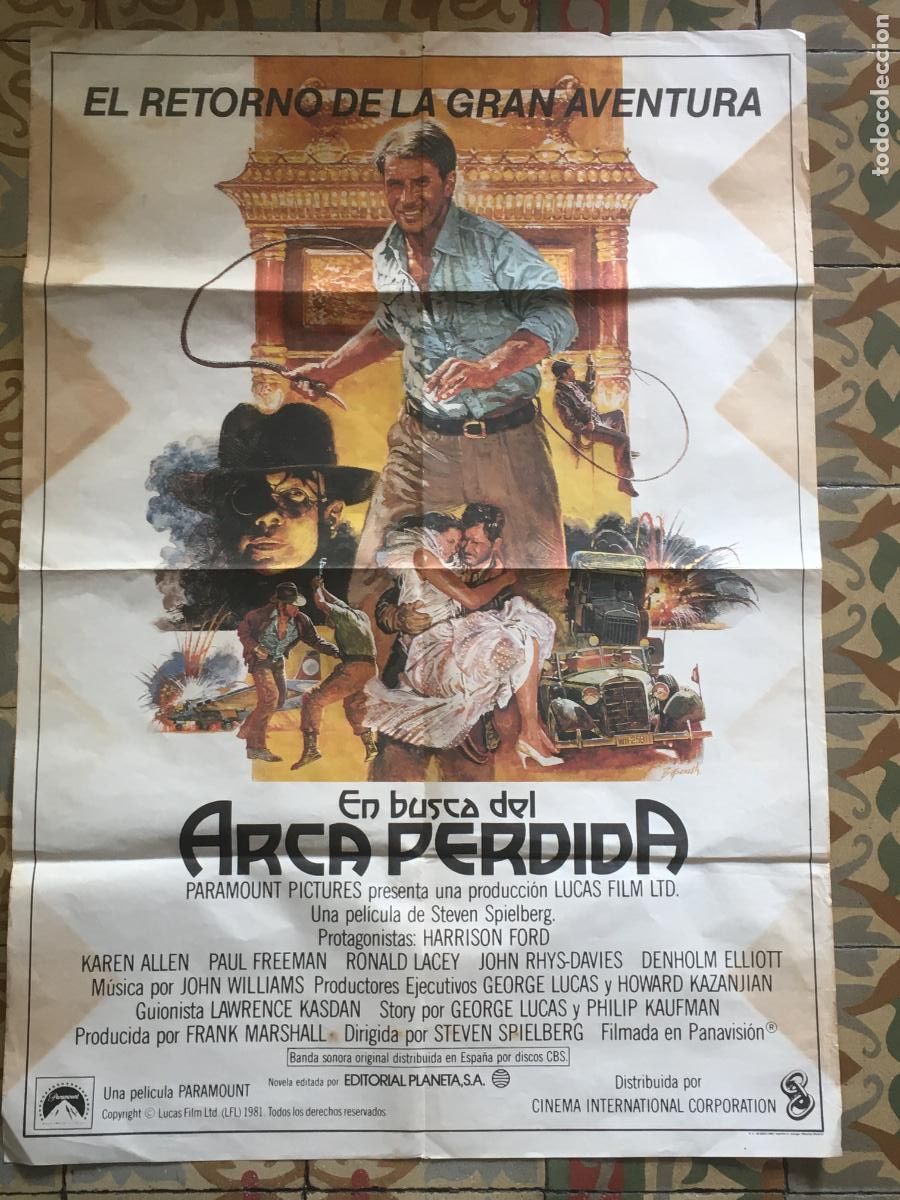 todocoleccion
EL RETORNO DE LA GRAN AVENTURA
En busca del
ARCA PERDIDA
PARAMOUNT PICTURES presenta una producción LUCAS FILM LTD.
Una película de Steven Spielberg.
Protagonistas: HARRISON FORD
KAREN ALLEN PAUL FREEMAN RONALD LACEY JOHN RHYS-DAVIES DENHOLM ELLIOTT
Música por JOHN WILLIAMS Productores Ejecutivos GEORGE LUCAS y HOWARD KAZANJIAN
Guionista LAWRENCE KASDAN Story por GEORGE LUCAS y PHILIP KAUFMAN
Producida por FRANK MARSHALL Dirigida por STEVEN SPIELBERG Filmada en Panavisión®
Banda sonora original distribuida en España por discos CBS.
Paramount
Una película PARAMOUNT
Novela editada por EDITORIAL PLANETA, S.A.
Copyright © Lucas Film Ltd (LFL) 1981. Todos los derechos reservados
Distribuida por
CINEMA INTERNATIONAL CORPORATION